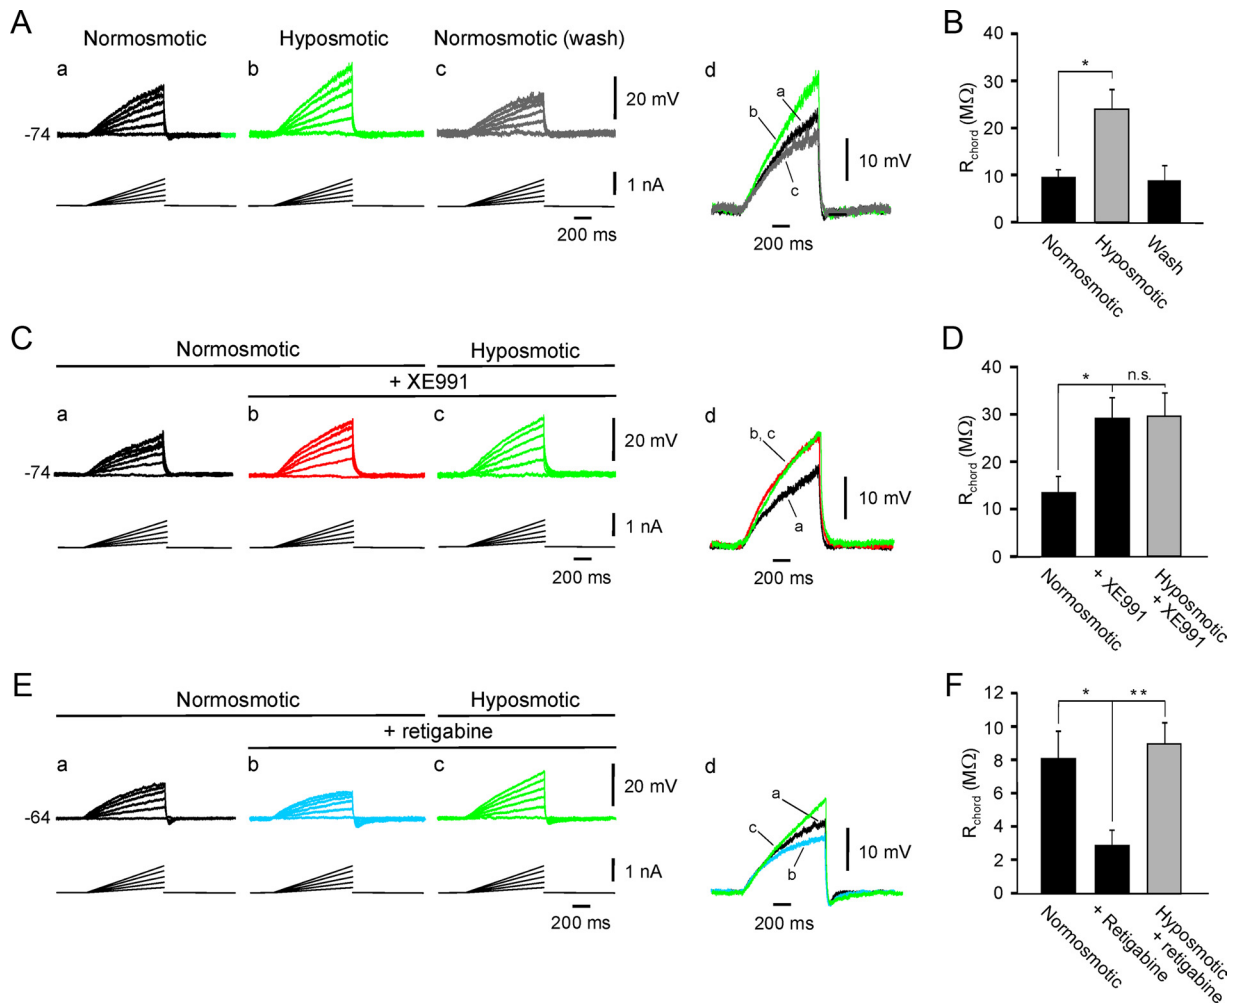 A
Normosmotic
Hyposmotic
Normosmotic (wash)
a
b
c
-74
20 mV
1 nA
200 ms
d
a
b
c
10 mV
200 ms
B
Rchord (MΩ)
40
30
20
10
0
*
Normosmotic
Hyposmotic
Wash
C
Normosmotic
Hyposmotic
+ XE991
a
b
c
-74
20 mV
1 nA
200 ms
d
b, c
a
10 mV
200 ms
D
Rchord (MΩ)
40
30
20
10
0
*
n.s.
Normosmotic
+ XE991
Hyposmotic
+ XE991
E
Normosmotic
Hyposmotic
+ retigabine
a
b
c
-64
20 mV
1 nA
200 ms
d
a
c
b
10 mV
200 ms
F
Rchord (MΩ)
12
10
8
6
4
2
0
*
**
Normosmotic
+ Retigabine
Hyposmotic
+ retigabine